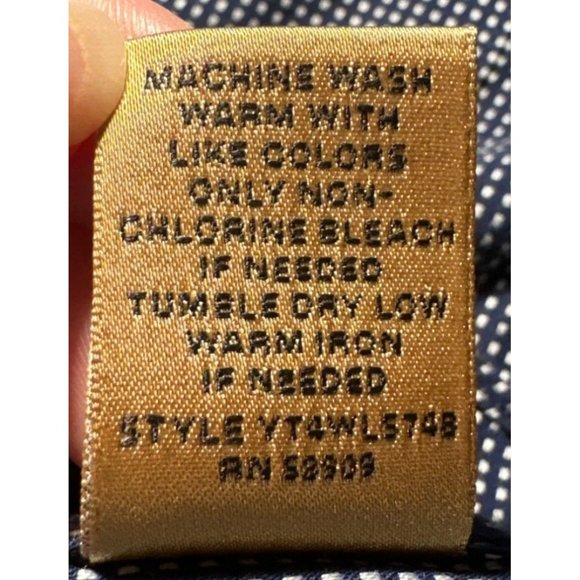 MACHINE WASH
WARM WITH
LIKE COLORS
ONLY NON-
CHLORINE BLEACH
IF NEEDED
TUMBLE DRY LOW
WARM IRON
IF NEEDED
STYLE YT4WL574B
RN 58909